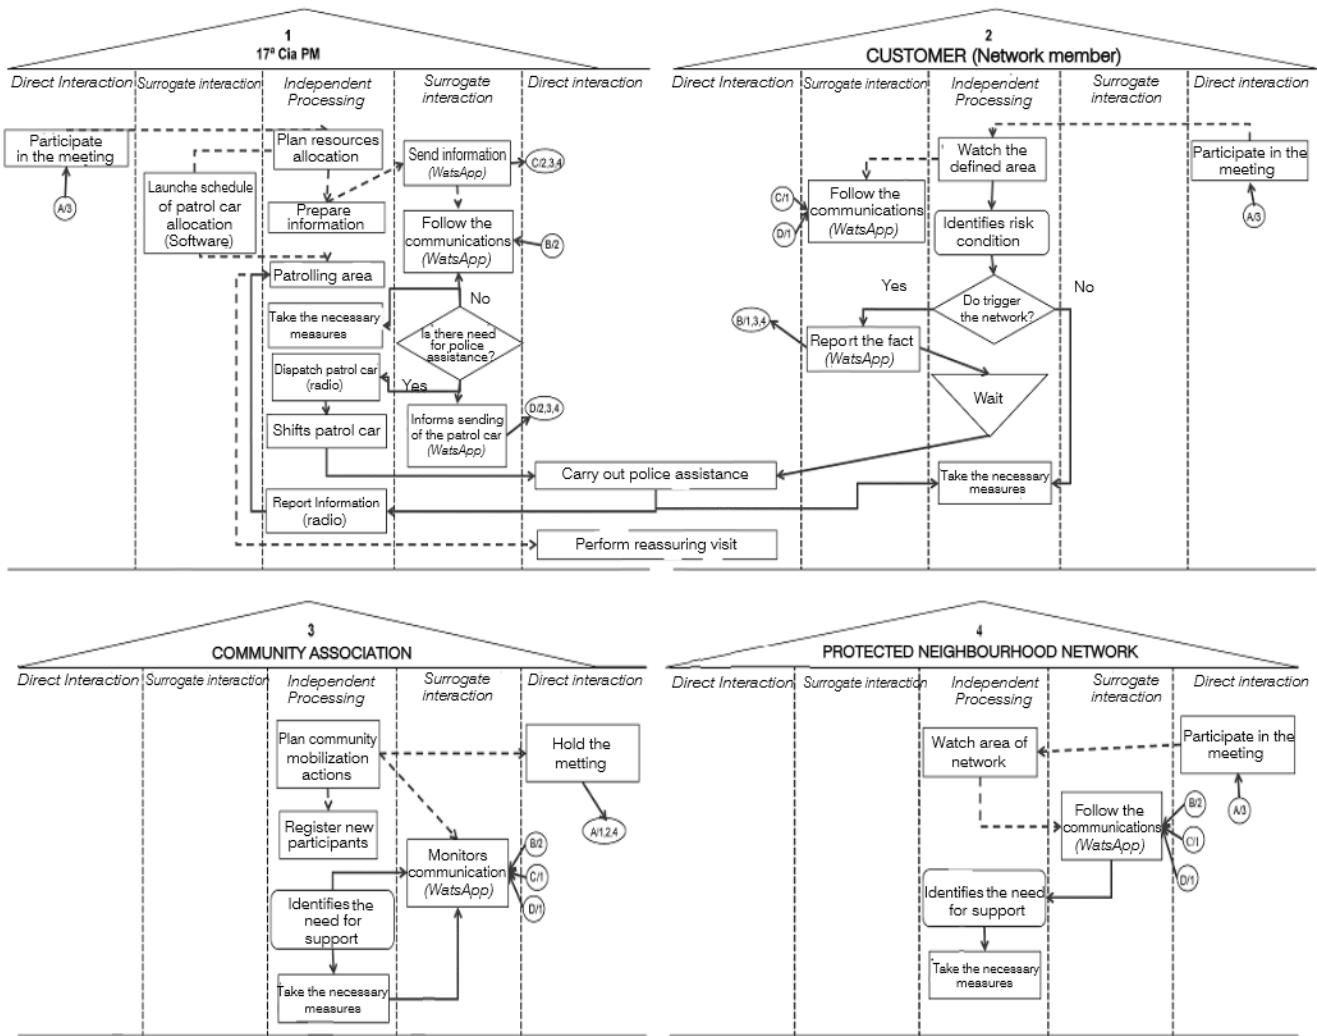 1
17ª Cia PM
Direct Interaction
Surrogate interaction
Independent
Processing
Surrogate
interaction
Direct interaction
Participate
in the meeting
A/3
Launche schedule
of patrol car
allocation
(Software)
Plan resources
allocation
Prepare
information
Patrolling area
Take the necessary
measures
Dispatch patrol car
(radio)
Shifts patrol car
Report Information
(radio)
Send information
(WatsApp)
C/2,3,4
Follow the
communications
(WatsApp)
B/2
No
Is there need
for police
assistance?
Yes
Informs sending
of the patrol car
(WatsApp)
D/2,3,4
Carry out police assistance
Perform reassuring visit
2
CUSTOMER (Network member)
Direct interaction
Surrogate interaction
Independent
Processing
Surrogate
interaction
Direct interaction
Watch the
defined area
Participate in the
meeting
A/3
Follow the
communications
(WatsApp)
C/1
D/1
Identifies risk
condition
Yes
No
Do trigger
the network?
B/1,3,4
Report the fact
(WatsApp)
Wait
Take the necessary
measures
3
COMMUNITY ASSOCIATION
Direct Interaction
Surrogate interaction
Independent
Processing
Surrogate
interaction
Direct interaction
Plan community
mobilization
actions
Hold the
metting
A/1,2,4
Register new
participants
Monitors
communication
(WatsApp)
B/2
C/1
D/1
Identifies the
need for
support
Take the necessary
measures
4
PROTECTED NEIGHBOURHOOD NETWORK
Direct Interaction
Surrogate interaction
Independent
Processing
Surrogate
interaction
Direct interaction
Watch area of
network
Participate in the
meeting
A/3
Follow the
communications
(WatsApp)
B/2
C/1
D/1
Identifies the need
for support
Take the necessary
measures